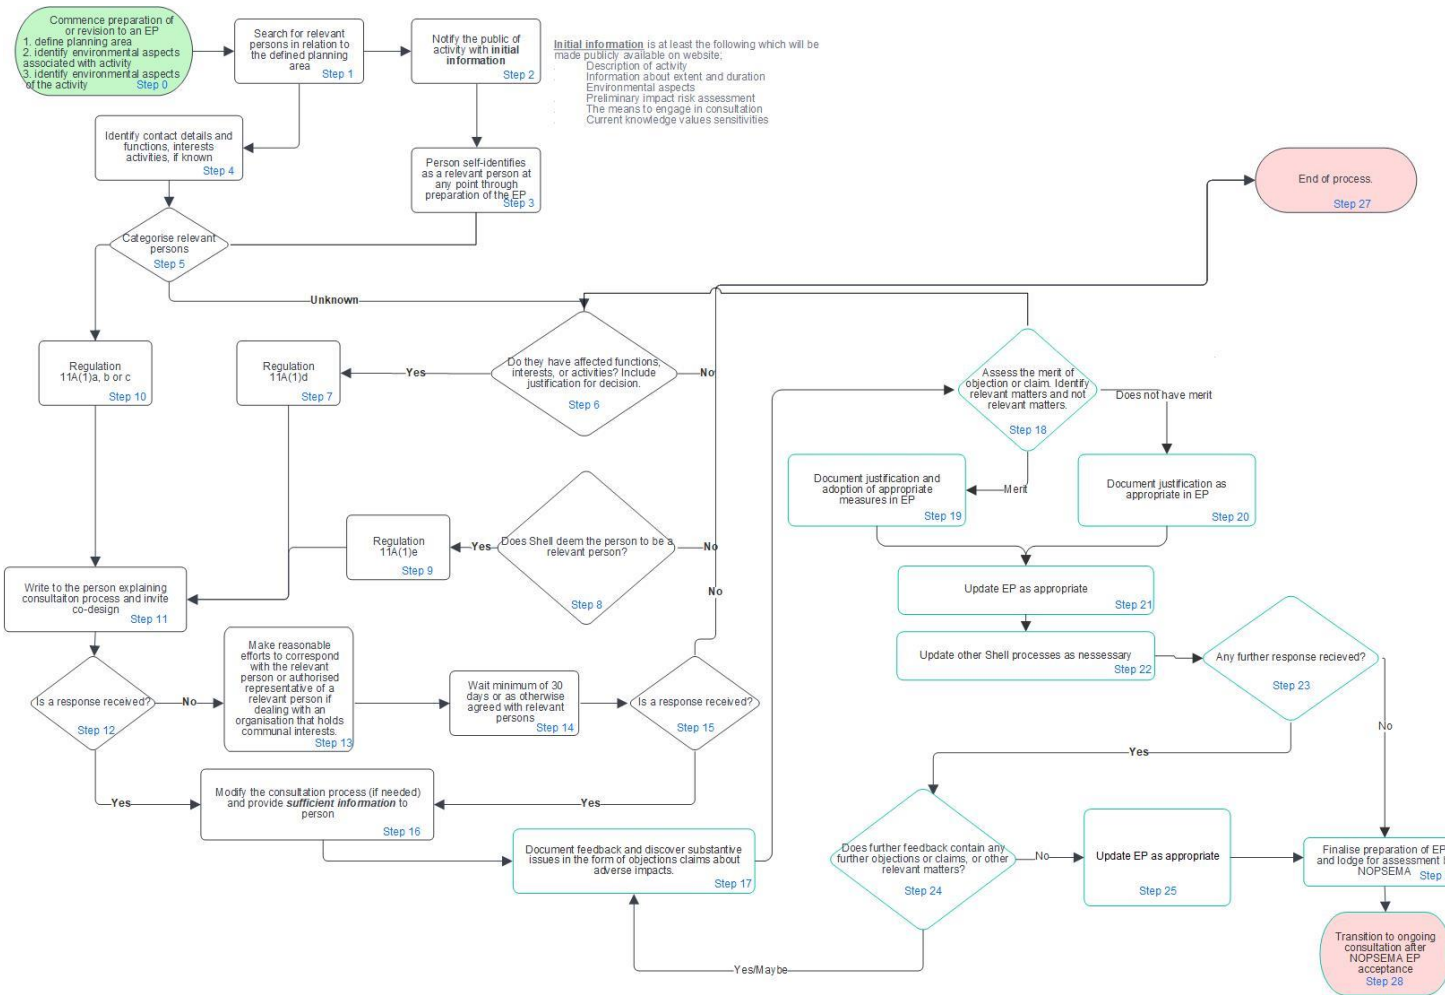 Commence preparation of
or revision to an EP
1. define planning area
2. identify environmental aspects
associated with activity
3. identify environmental aspects
of the activity
Step 0
Search for relevant
persons in relation to
the defined planning
area
Step 1
Notify the public of
activity with initial
information
Step 2
Initial information is at least the following which will be
made publicly available on website:
Description of activity
Information about extent and duration
Environmental aspects
Preliminary impact risk assessment
The means to engage in consultation
Current knowledge values sensitivities
Identify contact details and
functions, interests
activities, if known
Step 4
Person self-identifies
as a relevant person at
any point through
preparation of the EP
Step 3
End of process.
Step 27
Categorise relevant
persons
Step 5
Unknown
Regulation
11A(1)a, b or c
Step 10
Regulation
11A(1)d
Step 7
Yes
Do they have affected functions,
interests, or activities? Include
justification for decision.
Step 6
No
Assess the merit of
objection or claim. Identify
relevant matters and not
relevant matters.
Step 18
Does not have merit
Merit
Document justification and
adoption of appropriate
measures in EP
Step 19
Document justification as
appropriate in EP
Step 20
Regulation
11A(1)e
Step 9
Yes
Does Shell deem the person to be a
relevant person?
Step 8
No
No
Write to the person explaining
consultaiton process and invite
co-design
Step 11
Update EP as appropriate
Step 21
Update other Shell processes as nessessary
Step 22
Any further response recieved?
Step 23
Is a response received?
Step 12
No
Make reasonable
efforts to correspond
with the relevant
person or authorised
representative of a
relevant person if
dealing with an
organisation that holds
communal interests.
Step 13
Wait minimum of 30
days or as otherwise
agreed with relevant
persons
Step 14
Is a response received?
Step 15
No
Yes
Yes
Modify the consultation process (if needed)
and provide sufficient information to
person
Step 16
Yes
Document feedback and discover substantive
issues in the form of objections claims about
adverse impacts.
Step 17
Does further feedback contain any
further objections or claims, or other
relevant matters?
Step 24
No
Update EP as appropriate
Step 25
Finalise preparation of EP
and lodge for assessment
NOPSEMA
Step
Yes/Maybe
Transition to ongoing
consultation after
NOPSEMA EP
acceptance
Step 28